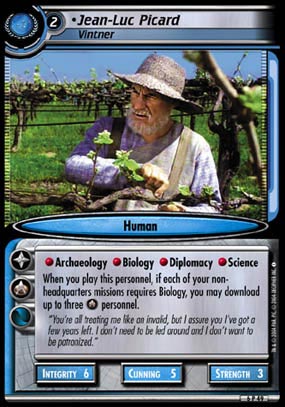 2 •Jean-Luc Picard
Vintner
Human
Archaeology Biology Diplomacy Science
When you play this personnel, if each of your non-
headquarters missions requires Biology, you may download
up to three personnel.
"You're all treating me like an invalid, but I assure you I've got a
few years left. I don't need to be led around and I don't want to
be patronized."
INTEGRITY 6 CUNNING 5 STRENGTH 3